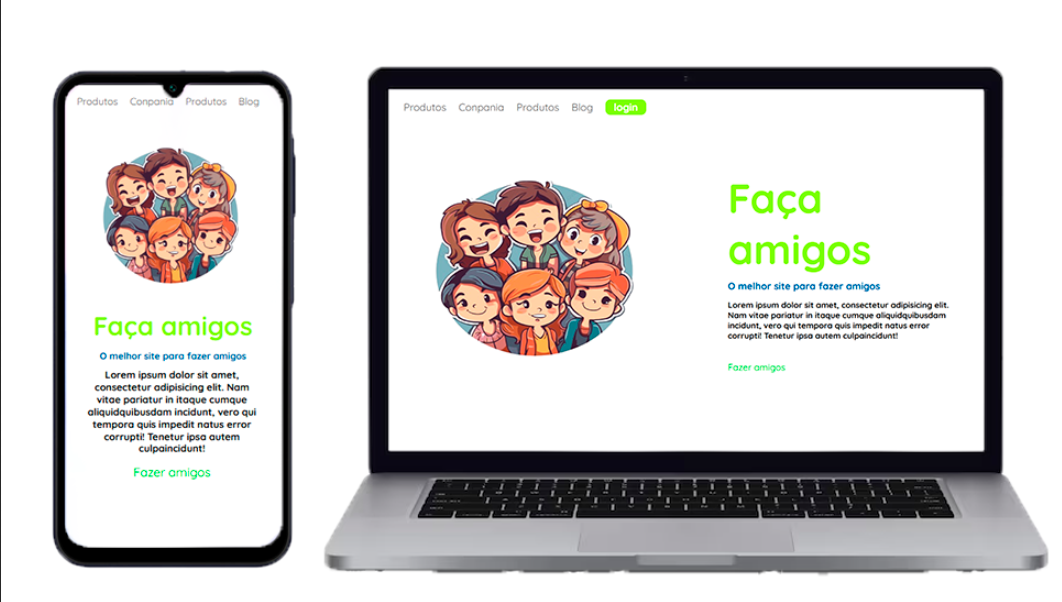 Produtos Conpania Produtos Blog
Faça amigos
O melhor site para fazer amigos
Lorem ipsum dolor sit amet,
consectetur adipisicing elit. Nam
vitae pariatur in itaque cumque
aliquidquibusdam incidunt, vero qui
tempora quis impedit natus error
corrupti! Tenetur ipsa autem
culpaincidunt!
Fazer amigos
Produtos Conpania Produtos Blog login
Faça
amigos
O melhor site para fazer amigos
Lorem ipsum dolor sit amet, consectetur adipisicing elit.
Nam vitae pariatur in itaque cumque aliquidquibusdam
incidunt, vero qui tempora quis impedit natus error
corrupti! Tenetur ipsa autem culpaincidunt!
Fazer amigos